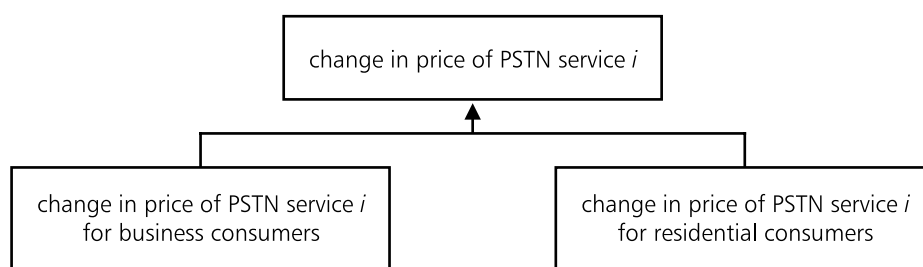 change in price of PSTN service i
change in price of PSTN service i
for business consumers
change in price of PSTN service i
for residential consumers